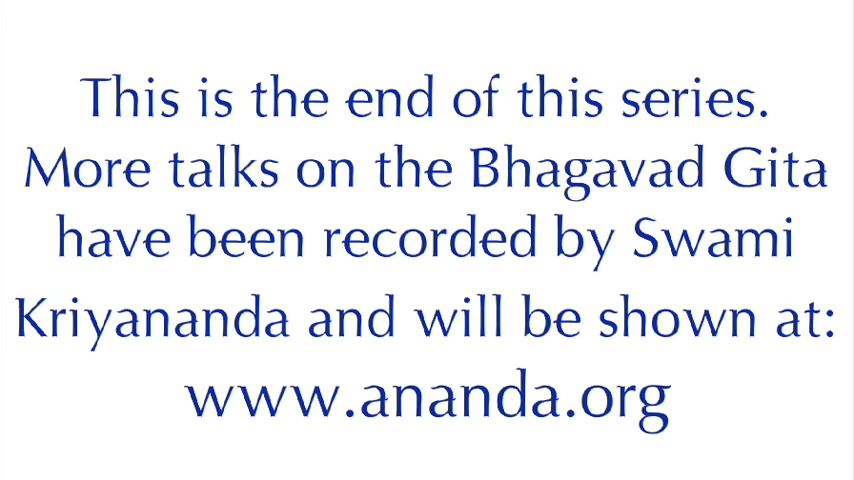 This is the end of this series.
More talks on the Bhagavad Gita
have been recorded by Swami
Kriyananda and will be shown at:
www.ananda.org